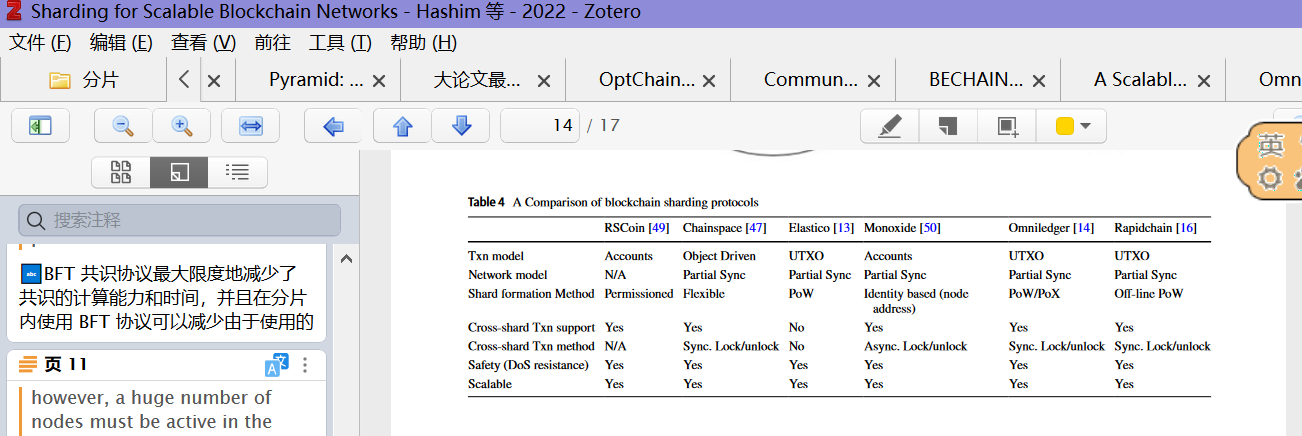 Z Sharding for Scalable Blockchain Networks - Hashim 等 - 2022 - Zotero
文件 (F) 编辑 (E) 查看 (V) 前往 工具 (T) 帮助 (H)
分片 Pyramid: ... 大论文最... OptChain... Commun... BECHAIN... A Scalabl... Omn
14 / 17
英
搜索注释
abc BFT 共识协议最大限度地减少了
共识的计算能力和时间，并且在分片
内使用 BFT 协议可以减少由于使用的
页 11
however, a huge number of
nodes must be active in the
Table 4 A Comparison of blockchain sharding protocols
RSCoin [49] Chainspace [47] Elastico [13] Monoxide [50] Omniledger [14] Rapidchain [16]
Txn model Accounts Object Driven UTXO Accounts UTXO UTXO
Network model N/A Partial Sync Partial Sync Partial Sync Partial Sync Partial Sync
Shard formation Method Permissioned Flexible PoW Identity based (node PoW/PoX Off-line PoW
address)
Cross-shard Txn support Yes Yes No Yes Yes Yes
Cross-shard Txn method N/A Sync. Lock/unlock No Async. Lock/unlock Sync. Lock/unlock Sync. Lock/unlock
Safety (DoS resistance) Yes Yes Yes Yes Yes Yes
Scalable Yes Yes Yes Yes Yes Yes